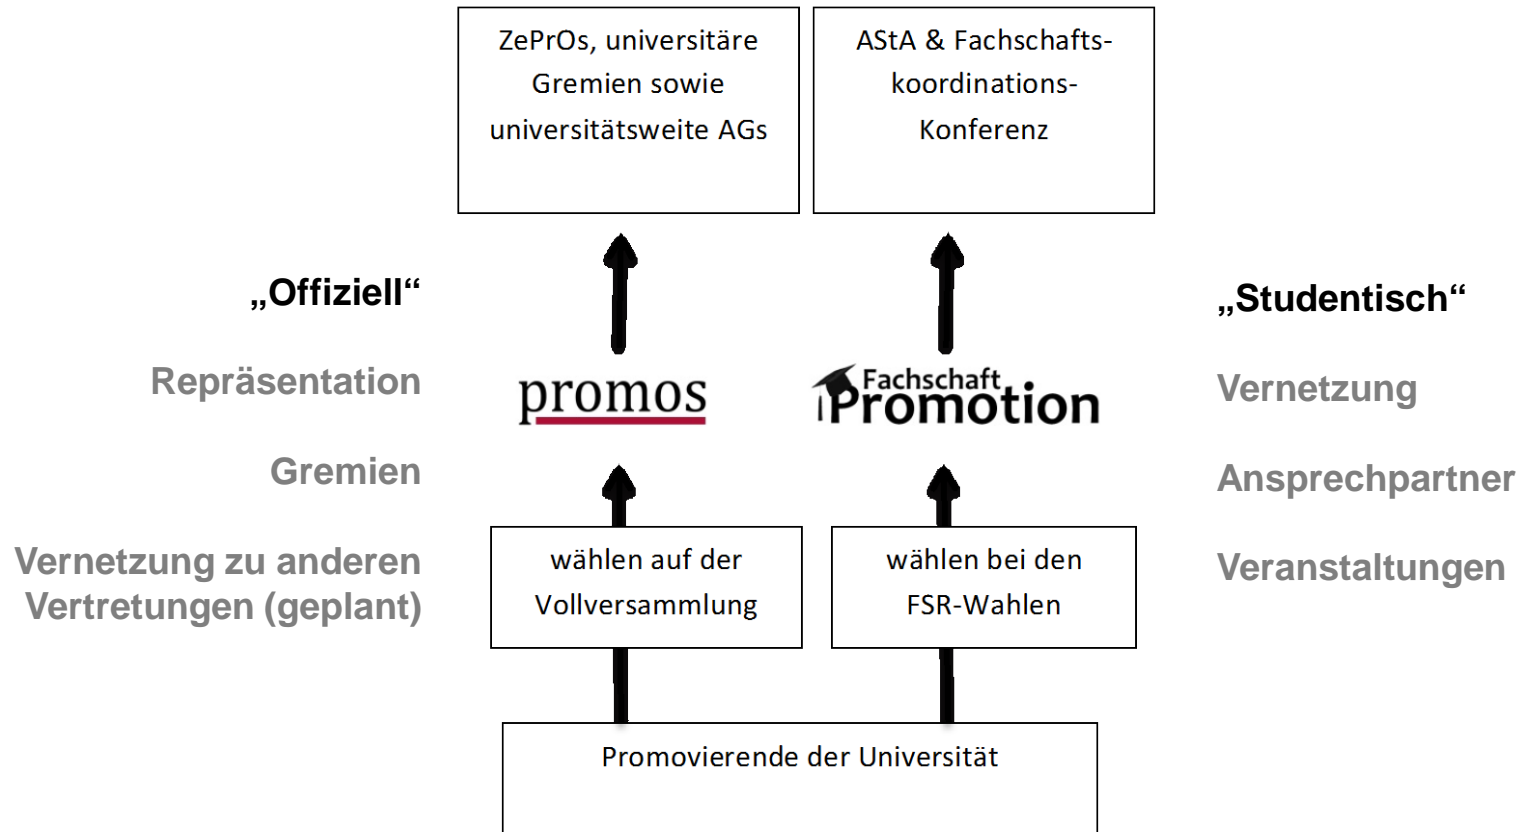 ZePrOs, universitäre
Gremien sowie
universitätsweite AGs
AStA & Fachschafts-
koordinations-
Konferenz
„Offiziell“
Repräsentation
Gremien
Vernetzung zu anderen
Vertretungen (geplant)
promos
Fachschaft
Promotion
„Studentisch“
Vernetzung
Ansprechpartner
Veranstaltungen
wählen auf der
Vollversammlung
wählen bei den
FSR-Wahlen
Promovierende der Universität